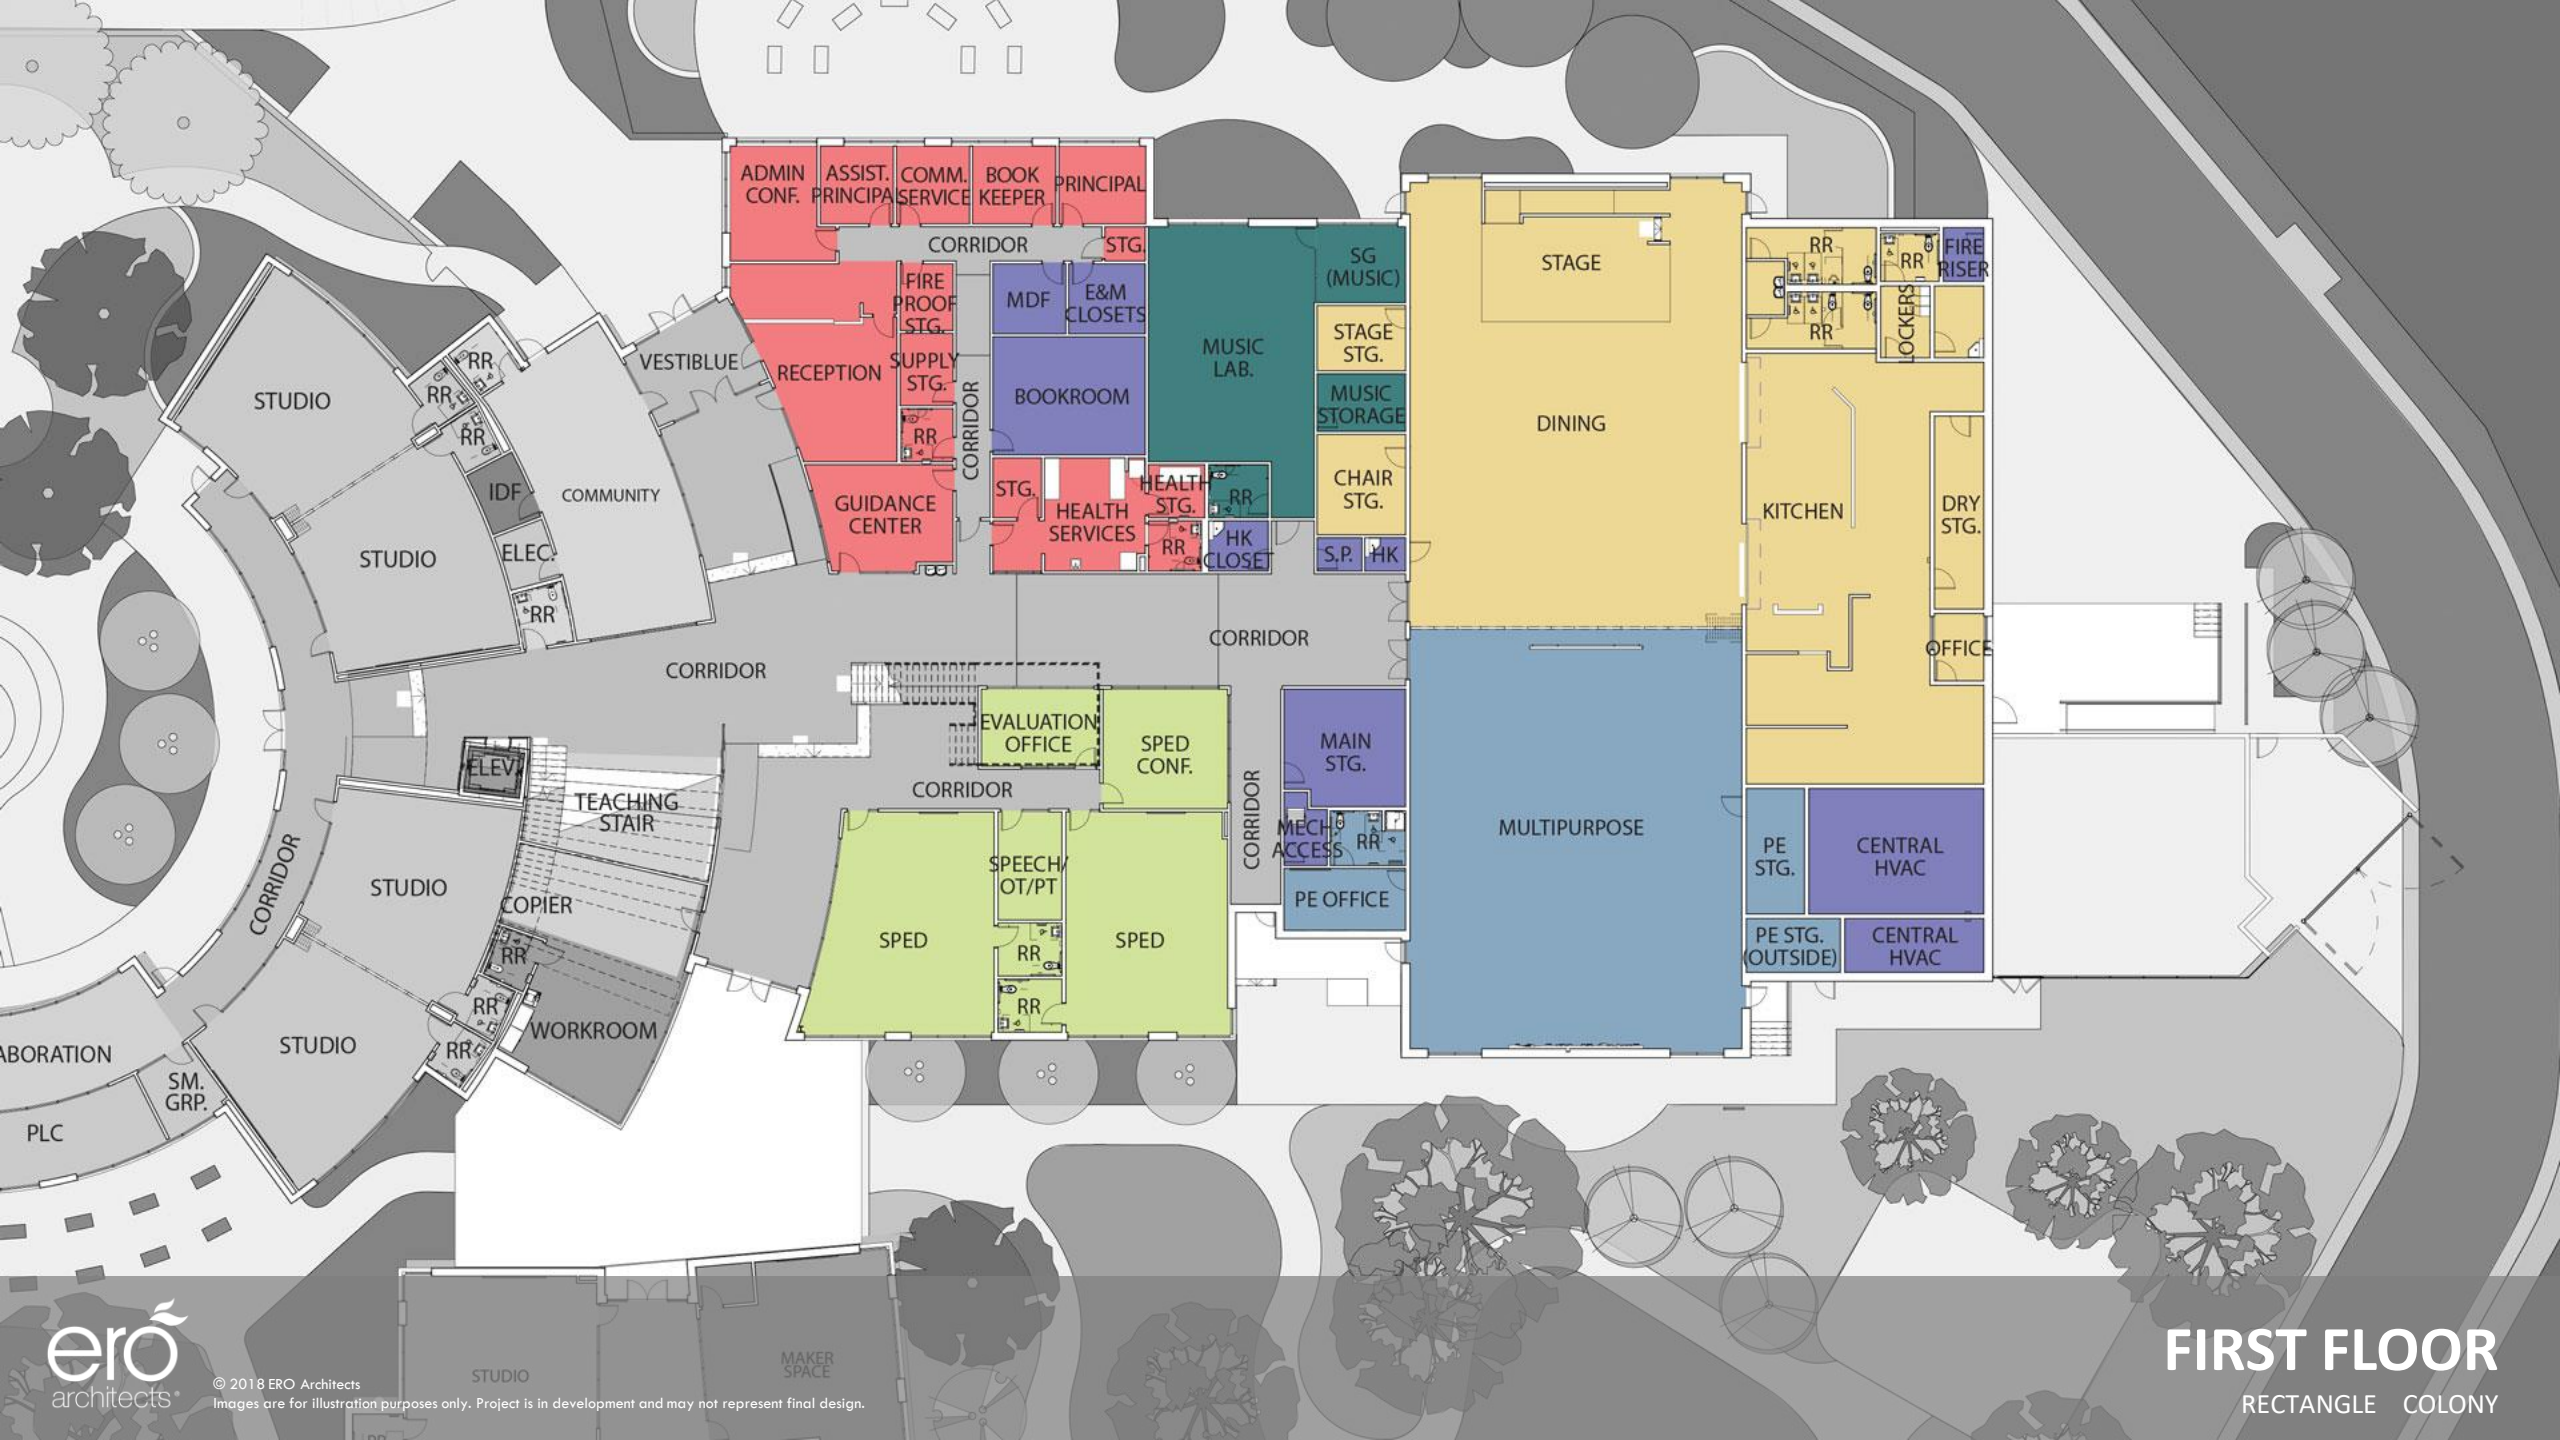 ADMIN
CONF.
ASSIST.
PRINCIPAL
COMM.
SERVICE
BOOK
KEEPER
PRINCIPAL
CORRIDOR
STG.
FIRE
PROOF
STG.
MDF
E&M
CLOSETS
MUSIC
LAB.
SG
(MUSIC)
STAGE
STG.
MUSIC
STORAGE
CHAIR
STG.
STAGE
DINING
RR
RR
RR
FIRE
RISER
LOCKERS
KITCHEN
DRY
STG.
OFFICE
VESTIBLUE
RECEPTION
SUPPLY
STG.
RR
CORRIDOR
BOOKROOM
GUIDANCE
CENTER
STG.
HEALTH
SERVICES
HEALTH
STG.
RR
RR
HK
CLOSET
S.P.
HK
STUDIO
RR
RR
RR
IDF
COMMUNITY
STUDIO
ELEC.
RR
CORRIDOR
CORRIDOR
EVALUATION
OFFICE
SPED
CONF.
MAIN
STG.
CORRIDOR
CORRIDOR
MECH.
ACCESS
RR
PE OFFICE
MULTIPURPOSE
PE
STG.
CENTRAL
HVAC
PE STG.
(OUTSIDE)
CENTRAL
HVAC
ELEV.
TEACHING
STAIR
CORRIDOR
STUDIO
COPIER
SPEECH/
OT/PT
SPED
SPED
RR
RR
RR
RR
RR
WORKROOM
STUDIO
ABORATION
SM.
GRP.
PLC
STUDIO
MAKER
SPACE
RR
ero
architects
© 2018 ERO Architects
Images are for illustration purposes only. Project is in development and may not represent final design.
FIRST FLOOR
RECTANGLE COLONY